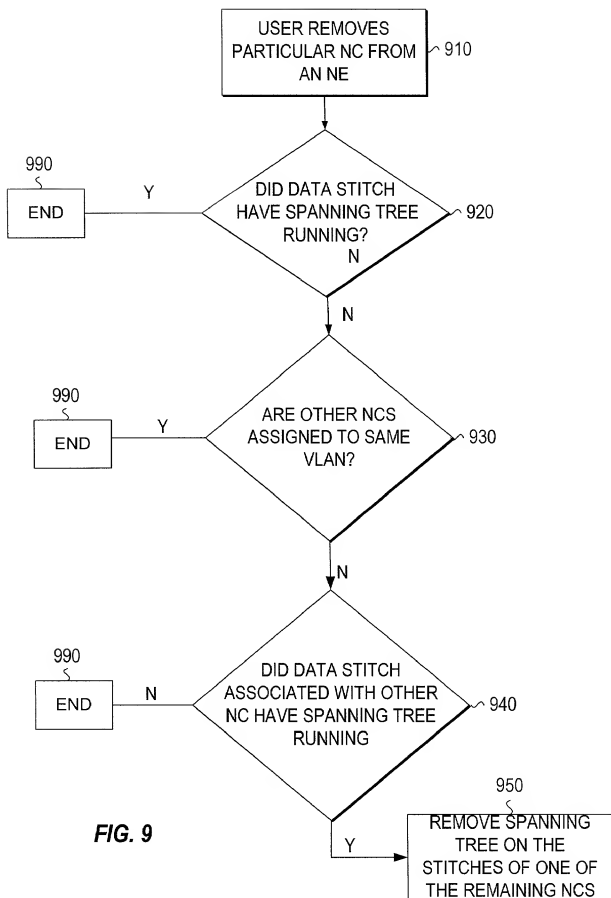 USER REMOVES
PARTICULAR NC FROM
AN NE
910
990
END
Y
DID DATA STITCH
HAVE SPANNING TREE
RUNNING?
N
920
N
990
END
Y
ARE OTHER NCS
ASSIGNED TO SAME
VLAN?
930
N
990
END
N
DID DATA STITCH
ASSOCIATED WITH OTHER
NC HAVE SPANNING TREE
RUNNING
940
Y
950
REMOVE SPANNING
TREE ON THE
STITCHES OF ONE OF
THE REMAINING NCS
FIG. 9